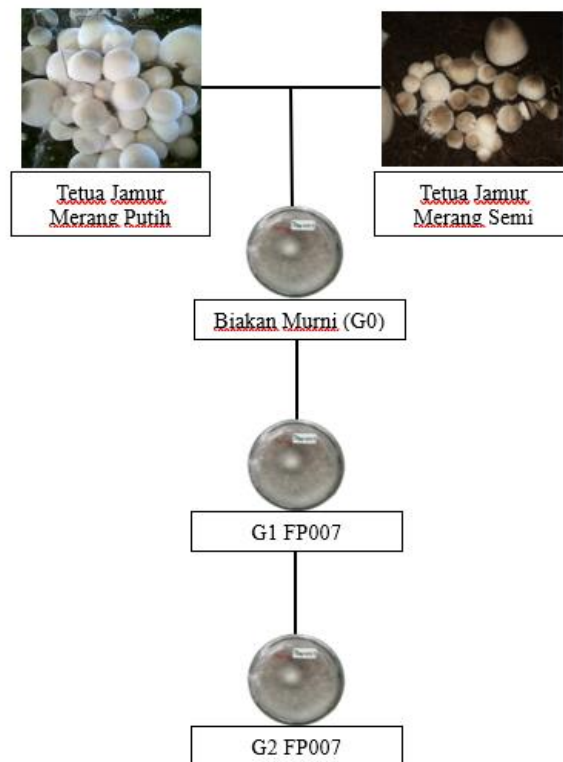 Tetua Jamur
Merang Putih
Tetua Jamur
Merang Semi
Biakan Murni (G0)
G1 FP007
G2 FP007